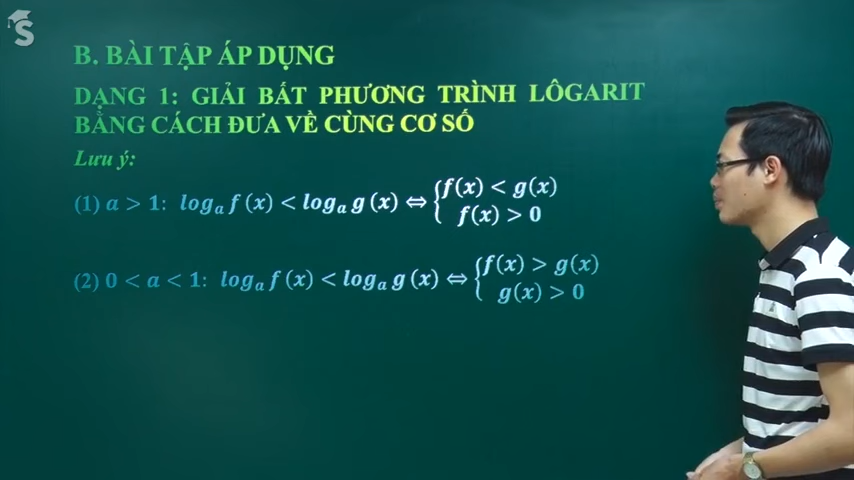 S
B. BÀI TẬP ÁP DỤNG
DẠNG 1: GIẢI BẤT PHƯƠNG TRÌNH LÔGARIT
BẰNG CÁCH ĐƯA VỀ CÙNG CƠ SỐ
Lưu ý:
(1) a > 1: logₐ f(x) < logₐ g(x) ⇔ {f(x) < g(x)
f(x) > 0
(2) 0 < a < 1: logₐ f(x) < logₐ g(x) ⇔ {f(x) > g(x)
g(x) > 0